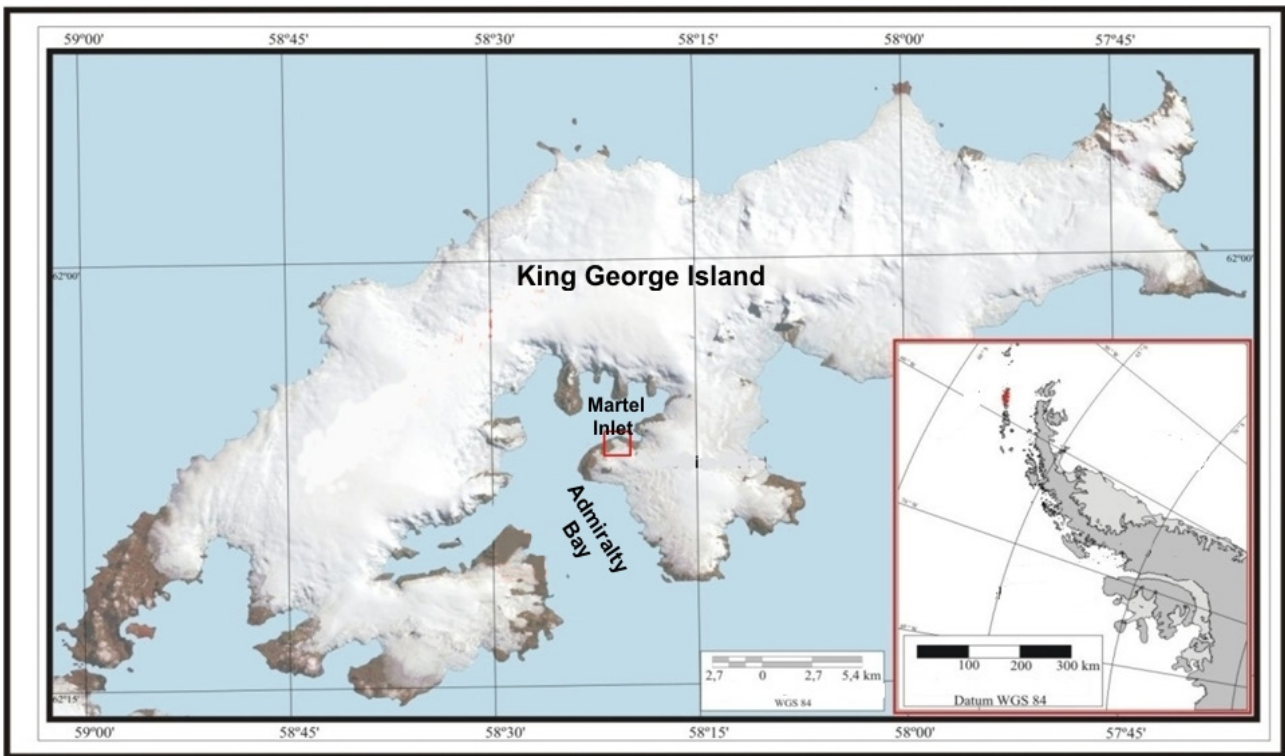 59°00'
58°45'
58°30'
58°15'
58°00'
57°45'
62°00'
62°00'
King George Island
Martel
Inlet
Admiralty
Bay
2,7
0
2,7
5,4 km
WGS 84
100
200
300 km
Datum WGS 84
62°15'
59°00'
58°45'
58°30'
58°15'
58°00'
57°45'